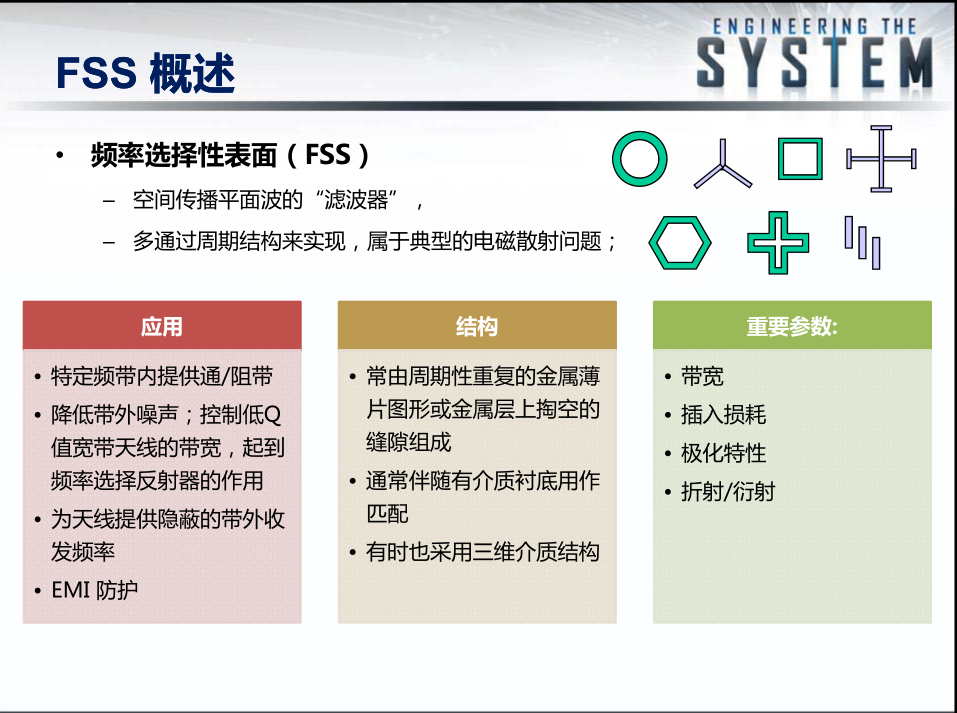 ENGINEERING THE
SYSTEM
FSS 概述
• 频率选择性表面（FSS）
– 空间传播平面波的“滤波器”，
– 多通过周期结构来实现，属于典型的电磁散射问题；
应用
• 特定频带内提供通/阻带
• 降低带外噪声；控制低Q
值宽带天线的带宽，起到
频率选择反射器的作用
• 为天线提供隐蔽的带外收
发频率
• EMI 防护
结构
• 常由周期性重复的金属薄
片图形或金属层上掏空的
缝隙组成
• 通常伴随有介质衬底用作
匹配
• 有时也采用三维介质结构
重要参数:
• 带宽
• 插入损耗
• 极化特性
• 折射/衍射